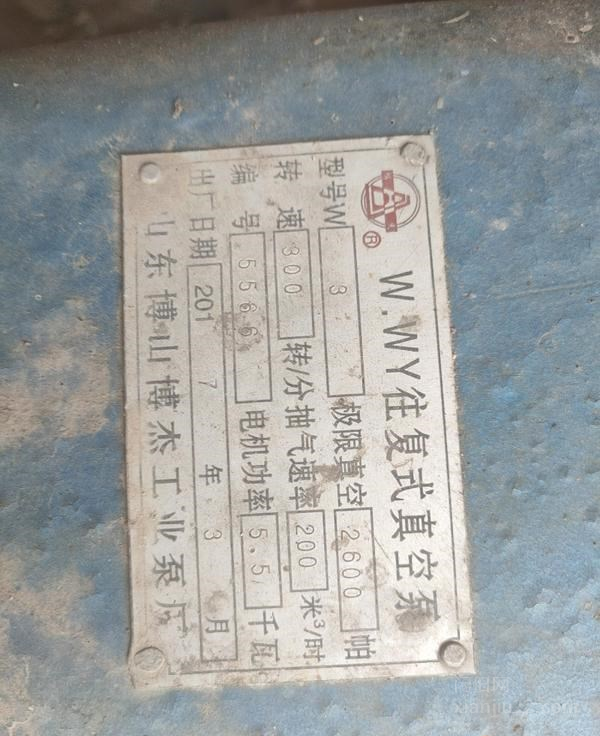 W.WY往复式真空泵
®
型号W 3 极限真空 2600 帕
转速 300 转/分 抽气速率 200 米³/时
编号 5566 电机功率 5.5 千瓦
出厂日期 201 7 年 3 月
山东博山博杰工业泵厂